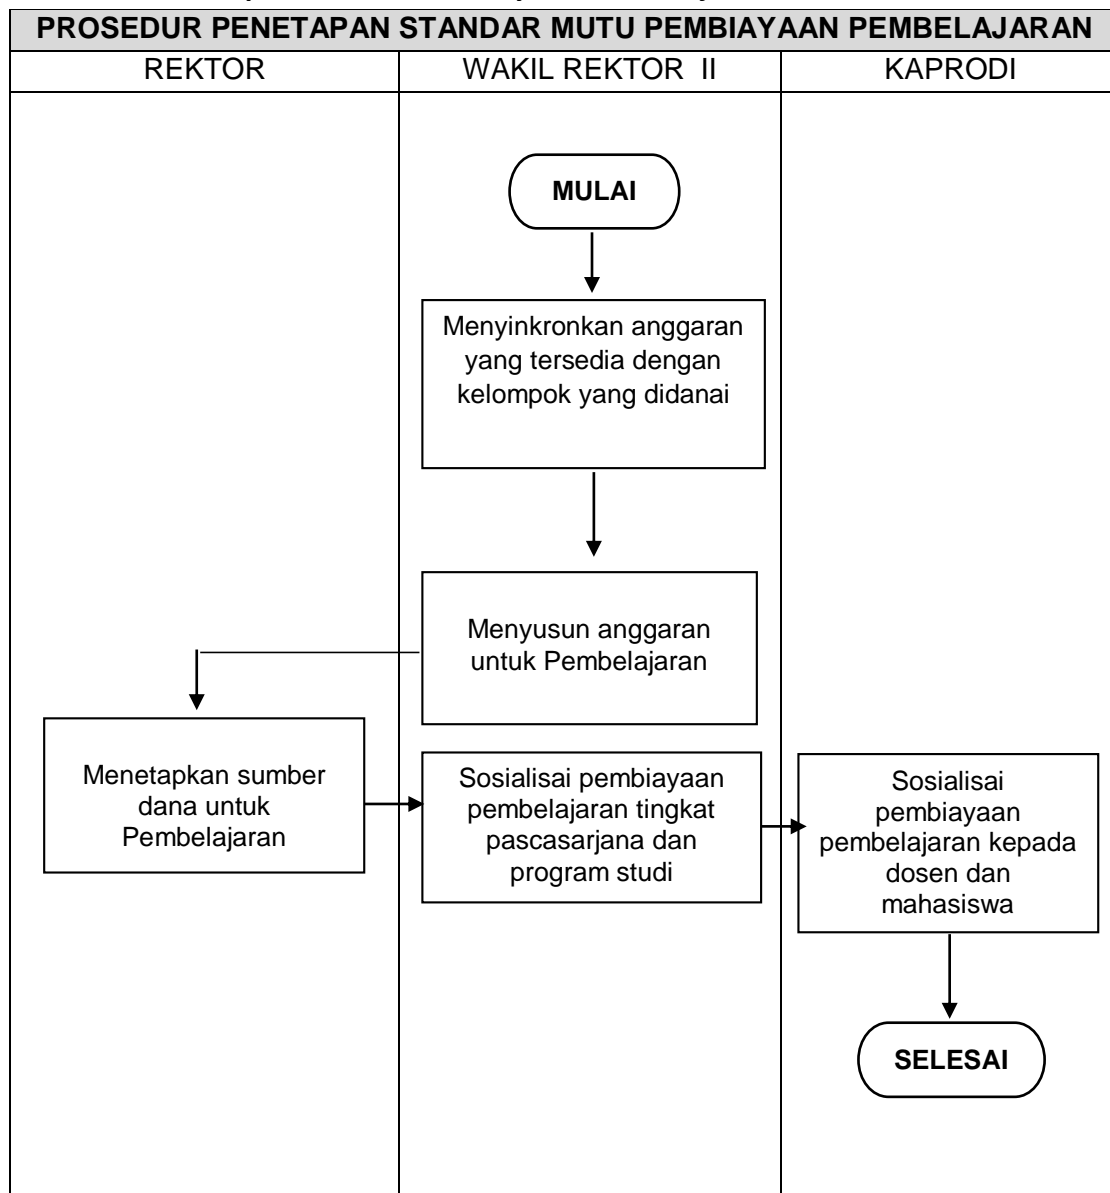 PROSEDUR PENETAPAN STANDAR MUTU PEMBIAYAAN PEMBELAJARAN
REKTOR
WAKIL REKTOR II
KAPRODI
MULAI
Menyinkronkan anggaran
yang tersedia dengan
kelompok yang didanai
Menyusun anggaran
untuk Pembelajaran
Menetapkan sumber
dana untuk
Pembelajaran
Sosialisai pembiayaan
pembelajaran tingkat
pascasarjana dan
program studi
Sosialisai
pembiayaan
pembelajaran kepada
dosen dan
mahasiswa
SELESAI